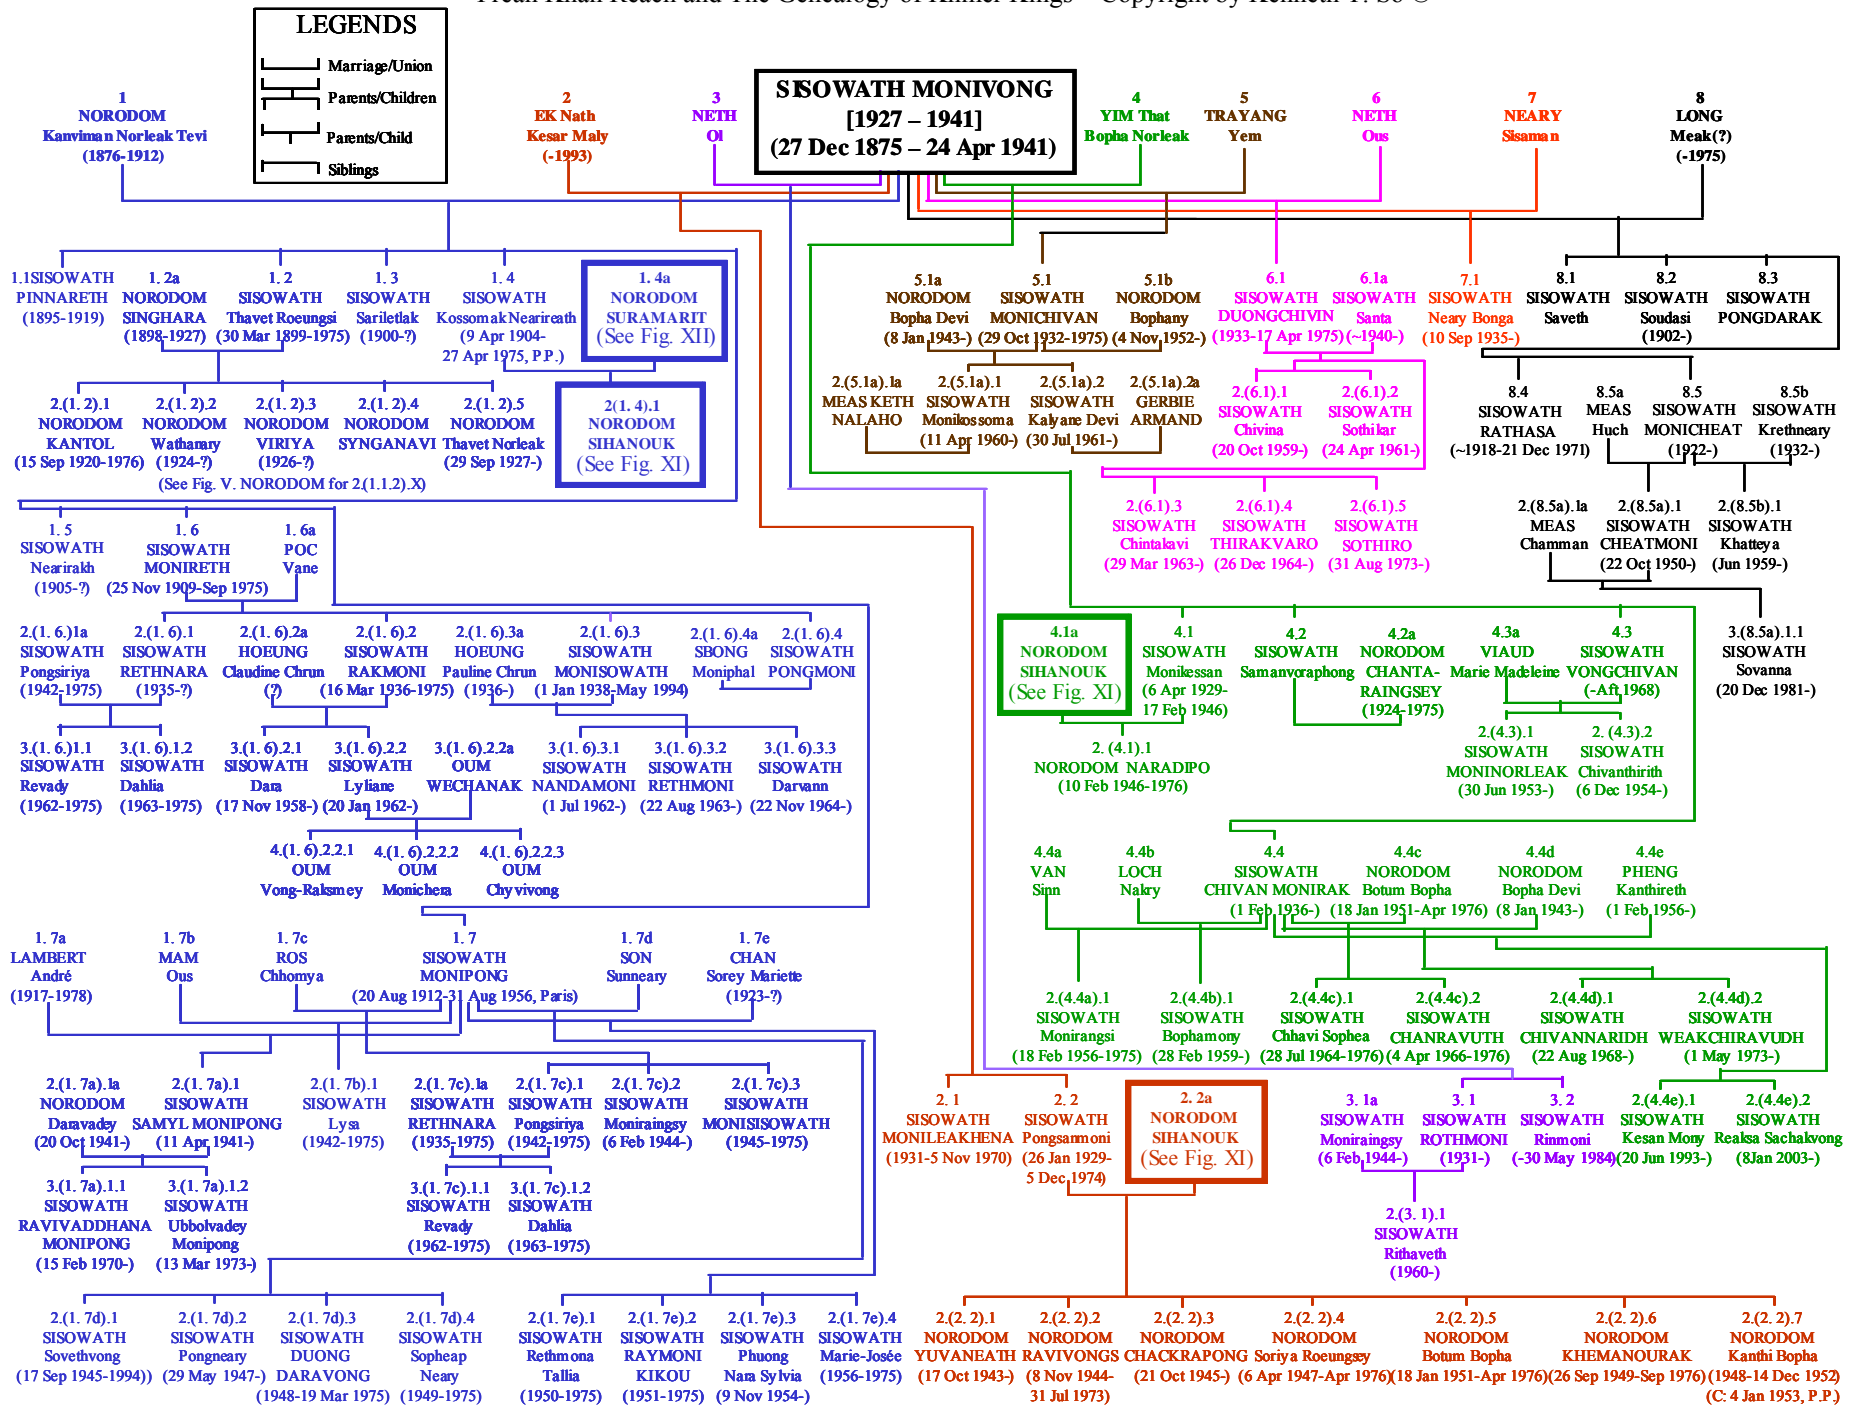 Preah Khan Reach and The Genealogy of Khmer Kings – Copyright by Kenneth T. So ©
LEGENDS
Marriage/Union
Parents/Children
Parents/Child
Siblings
1
NORODOM
Kanviman Norleak Tevi
(1876-1912)
2
EK Nath
Kesar Maly
(-1993)
3
NETH
Ol
SISOWATH MONIVONG
[1927 – 1941]
(27 Dec 1875 – 24 Apr 1941)
4
YIM That
Bopha Norleak
5
TRAYANG
Yem
6
NETH
Ous
7
NEARY
Sisaman
8
LONG
Meak(?)
(-1975)
1.1SISOWATH
PINNARETH
(1895-1919)
1. 2a
NORODOM
SINGHARA
(1898-1927)
1. 2
SISOWATH
Thavet Roeungsi
(30 Mar 1899-1975)
1. 3
SISOWATH
Sariletlak
(1900-?)
1. 4
SISOWATH
Kossomak Nearireath
(9 Apr 1904-
27 Apr 1975, P.P.)
1. 4a
NORODOM
SURAMARIT
(See Fig. XII)
5.1a
NORODOM
Bopha Devi
(8 Jan 1943-)
5.1
SISOWATH
MONICHIVAN
(29 Oct 1932-1975)
5.1b
NORODOM
Bophany
(4 Nov 1952-)
6.1
SISOWATH
DUONGCHIVIN
(1933-17 Apr 1975)
6.1a
SISOWATH
Santa
(~1940-)
7.1
SISOWATH
Neary Bonga
(10 Sep 1935-)
8.1
SISOWATH
Saveth
8.2
SISOWATH
Soudasi
(1902-)
8.3
SISOWATH
PONGDARAK
2.(1. 2).1
NORODOM
KANTOL
(15 Sep 1920-1976)
2.(1. 2).2
NORODOM
Wathanary
(1924-?)
2.(1. 2).3
NORODOM
VIRIYA
(1926-?)
2.(1. 2).4
NORODOM
SYNGANAVI
2.(1. 2).5
NORODOM
Thavet Norleak
(29 Sep 1927-)
(See Fig. V. NORODOM for 2.(1.1.2).X)
2(1. 4).1
NORODOM
SIHANOUK
(See Fig. XI)
2.(5.1a).1a
MEAS KETH
NALAHO
2.(5.1a).1
SISOWATH
Monikossoma
(11 Apr 1960-)
2.(5.1a).2
SISOWATH
Kalyane Devi
(30 Jul 1961-)
2.(5.1a).2a
GERBIE
ARMAND
2.(6.1).1
SISOWATH
Chivina
(20 Oct 1959-)
2.(6.1).2
SISOWATH
Sothikar
(24 Apr 1961-)
8.4
SISOWATH
RATHASA
(~1918-21 Dec 1971)
8.5a
MEAS
Huch
8.5
SISOWATH
MONICHEAT
(1922-)
8.5b
SISOWATH
Krethneary
(1932-)
1. 5
SISOWATH
Nearirakh
(1905-?)
1. 6
SISOWATH
MONIRETH
(25 Nov 1909-Sep 1975)
1. 6a
POC
Vane
2.(6.1).3
SISOWATH
Chintakavi
(29 Mar 1963-)
2.(6.1).4
SISOWATH
THIRAKVARO
(26 Dec 1964-)
2.(6.1).5
SISOWATH
SOTHIRO
(31 Aug 1973-)
2.(8.5a).1a
MEAS
Chamman
2.(8.5a).1
SISOWATH
CHEATMONI
(22 Oct 1950-)
2.(8.5b).1
SISOWATH
Khatteya
(Jun 1959-)
2.(1. 6.)1a
SISOWATH
Pongsiriya
(1942-1975)
2.(1. 6).1
SISOWATH
RETHNARA
(1935-?)
2.(1. 6).2a
HOEUNG
Claudine Chrun
(?)
2.(1. 6).2
SISOWATH
RAKMONI
(16 Mar 1936-1975)
2.(1. 6).3a
HOEUNG
Pauline Chrun
(1936-)
2.(1. 6).3
SISOWATH
MONISOWATH
(1 Jan 1938-May 1994)
2.(1. 6).4a
SBONG
Moniphal
2.(1. 6).4
SISOWATH
PONGMONI
4.1a
NORODOM
SIHANOUK
(See Fig. XI)
4.1
SISOWATH
Monikessan
(6 Apr 1929-
17 Feb 1946)
4.2
SISOWATH
Samanvoraphong
4.2a
NORODOM
CHANTA-
RAINGSEY
(1924-1975)
4.3a
VIAUD
Marie Madeleine
4.3
SISOWATH
VONGCHIVAN
(-Aft 1968)
3.(8.5a).1.1
SISOWATH
Sovanna
(20 Dec 1981-)
3.(1. 6.)1.1
SISOWATH
Revady
(1962-1975)
3.(1. 6).1.2
SISOWATH
Dahlia
(1963-1975)
3.(1. 6).2.1
SISOWATH
Dara
(17 Nov 1958-)
3.(1. 6).2.2
SISOWATH
Lyliane
(20 Jan 1962-)
3.(1. 6).2.2a
OUM
WECHANAK
3.(1. 6).3.1
SISOWATH
NANDAMONI
(1 Jul 1962-)
3.(1. 6).3.2
SISOWATH
RETHMONI
(22 Aug 1963-)
3.(1. 6).3.3
SISOWATH
Darvann
(22 Nov 1964-)
2. (4.1).1
NORODOM NARADIPO
(10 Feb 1946-1976)
2.(4.3).1
SISOWATH
MONINORLEAK
(30 Jun 1953-)
2. (4.3).2
SISOWATH
Chivanthirith
(6 Dec 1954-)
4.(1. 6).2.2.1
OUM
Vong-Raksmey
4.(1. 6).2.2.2
OUM
Monichera
4.(1. 6).2.2.3
OUM
Chyvivong
4.4a
VAN
Sinn
4.4b
LOCH
Nakry
4.4
SISOWATH
CHIVAN MONIRAK
(1 Feb 1936-)
4.4c
NORODOM
Botum Bopha
(18 Jan 1951-Apr 1976)
4.4d
NORODOM
Bopha Devi
(8 Jan 1943-)
4.4e
PHENG
Kanthireth
(1 Feb 1956-)
1. 7a
LAMBERT
André
(1917-1978)
1. 7b
MAM
Ous
1. 7c
ROS
Chhomya
1. 7
SISOWATH
MONIPONG
(20 Aug 1912-31 Aug 1956, Paris)
1. 7d
SON
Sunneary
1. 7e
CHAN
Sorey Mariette
(1923-?)
2.(4.4a).1
SISOWATH
Monirangsi
(18 Feb 1956-1975)
2.(4.4b).1
SISOWATH
Bophamony
(28 Feb 1959-)
2.(4.4c).1
SISOWATH
Chhavi Sophea
(28 Jul 1964-1976)
2.(4.4c).2
SISOWATH
CHANRAVUTH
(4 Apr 1966-1976)
2.(4.4d).1
SISOWATH
CHIVANNARIDH
(22 Aug 1968-)
2.(4.4d).2
SISOWATH
WEAKCHIRAVUDH
(1 May 1973-)
2.(1. 7a).1a
NORODOM
Daravadey
(20 Oct 1941-)
2.(1. 7a).1
SISOWATH
SAMYL MONIPONG
(11 Apr 1941-)
2.(1. 7b).1
SISOWATH
Lysa
(1942-1975)
2.(1. 7c).1a
SISOWATH
RETHNARA
(1935-1975)
2.(1. 7c).1
SISOWATH
Pongsiriya
(1942-1975)
2.(1. 7c).2
SISOWATH
Moniraingsy
(6 Feb 1944-)
2.(1. 7c).3
SISOWATH
MONISISOWATH
(1945-1975)
2. 1
SISOWATH
MONILEAKHENA
(1931-5 Nov 1970)
2. 2
SISOWATH
Pongsanmoni
(26 Jan 1929-
5 Dec 1974)
2. 2a
NORODOM
SIHANOUK
(See Fig. XI)
3. 1a
SISOWATH
Moniraingsy
(6 Feb 1944-)
3. 1
SISOWATH
ROTHMONI
(1931-)
3. 2
SISOWATH
Rinmoni
(-30 May 1984)
2.(4.4e).1
SISOWATH
Kesan Mony
(20 Jun 1993-)
2.(4.4e).2
SISOWATH
Reaksa Sachakvong
(8Jan 2003-)
3.(1. 7a).1.1
SISOWATH
RAVIVADDHANA
MONIPONG
(15 Feb 1970-)
3.(1. 7a).1.2
SISOWATH
Ubbolvadey
Monipong
(13 Mar 1973-)
3.(1. 7c).1.1
SISOWATH
Revady
(1962-1975)
3.(1. 7c).1.2
SISOWATH
Dahlia
(1963-1975)
2.(3. 1).1
SISOWATH
Rithaveth
(1960-)
2.(1. 7d).1
SISOWATH
Sovethvong
(17 Sep 1945-1994))
2.(1. 7d).2
SISOWATH
Pongneary
(29 May 1947-)
2.(1. 7d).3
SISOWATH
DUONG
DARAVONG
(1948-19 Mar 1975)
2.(1. 7d).4
SISOWATH
Sopheap
Neary
(1949-1975)
2.(1. 7e).1
SISOWATH
Rethmona
Tallia
(1950-1975)
2.(1. 7e).2
SISOWATH
RAYMONI
KIKOU
(1951-1975)
2.(1. 7e).3
SISOWATH
Phuong
Nara Sylvia
(9 Nov 1954-)
2.(1. 7e).4
SISOWATH
Marie-Josée
(1956-1975)
2.(2. 2).1
NORODOM
YUVANEATH
(17 Oct 1943-)
2.(2. 2).2
NORODOM
RAVIVONGS
(8 Nov 1944-
31 Jul 1973)
2.(2. 2).3
NORODOM
CHACKRAPONG
(21 Oct 1945-)
2.(2. 2).4
NORODOM
Soriya Roeungsey
(6 Apr 1947-Apr 1976)
2.(2. 2).5
NORODOM
Botum Bopha
(18 Jan 1951-Apr 1976)
2.(2. 2).6
NORODOM
KHEMANOURAK
(26 Sep 1949-Sep 1976)
2.(2. 2).7
NORODOM
Kanthi Bopha
(1948-14 Dec 1952)
(C: 4 Jan 1953, P.P.)